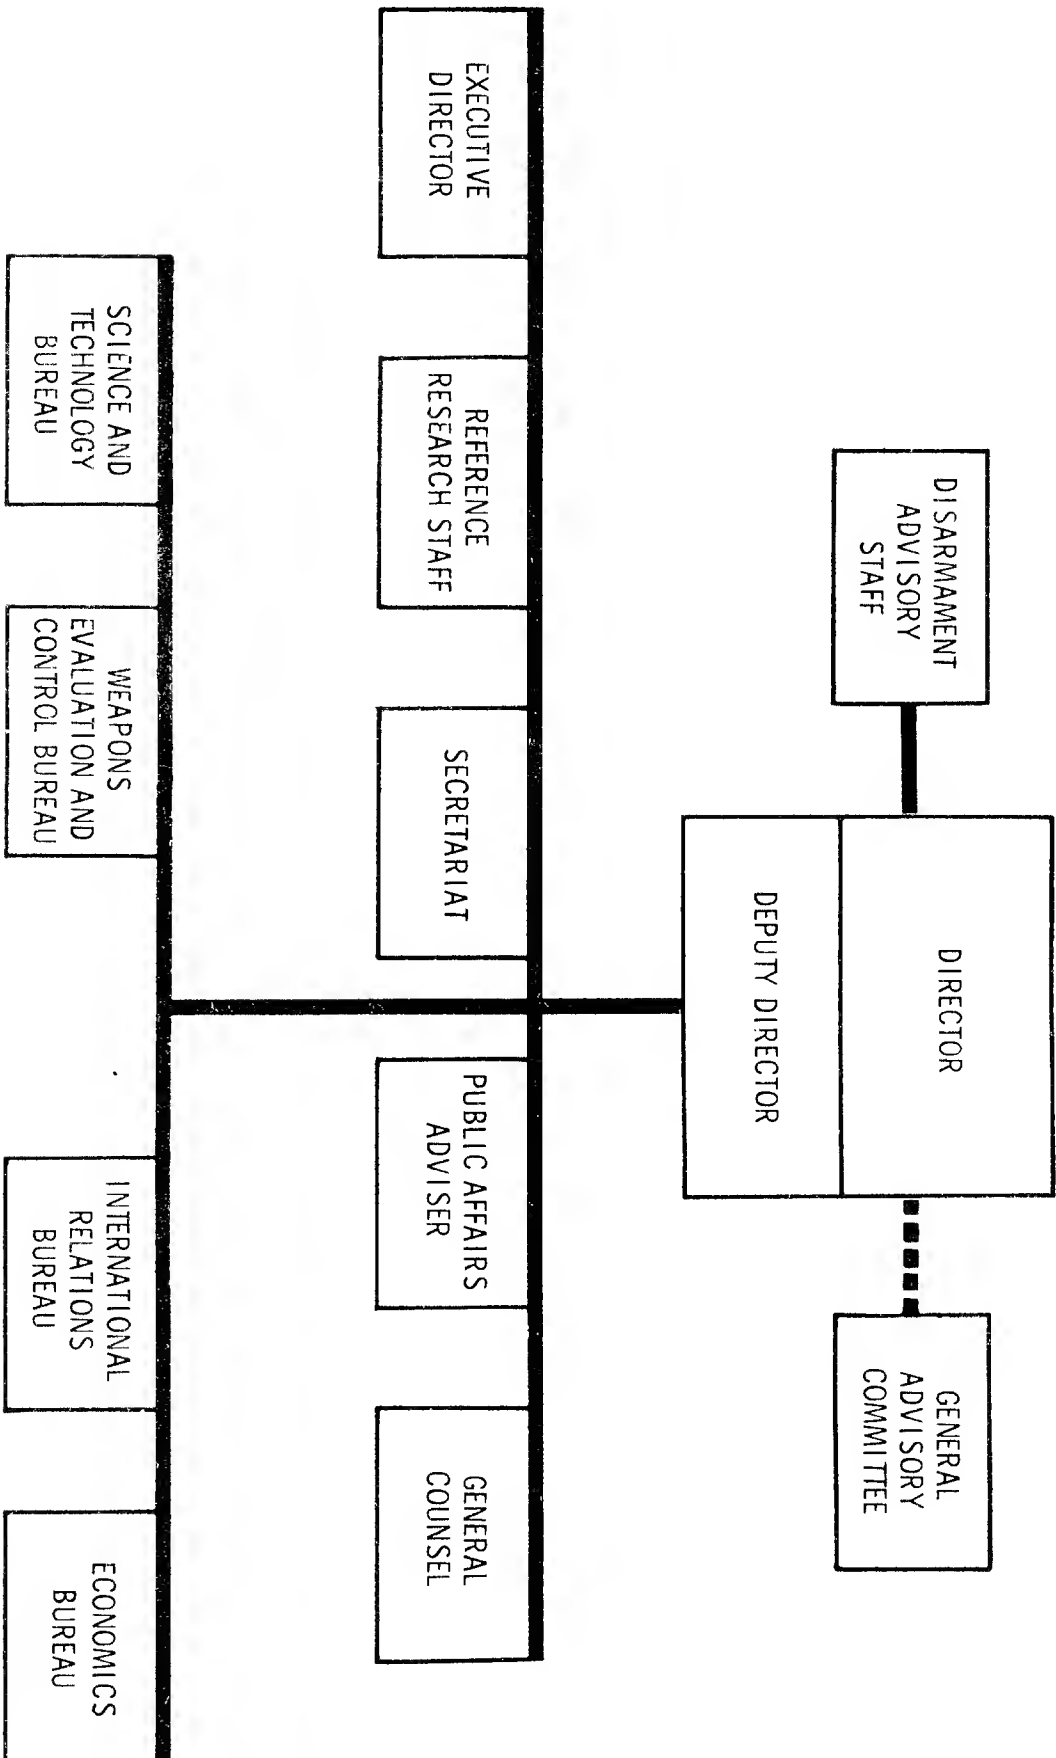 DISARMAMENT
ADVISORY
STAFF
DIRECTOR
DEPUTY DIRECTOR
GENERAL
ADVISORY
COMMITTEE
EXECUTIVE
DIRECTOR
REFERENCE
RESEARCH STAFF
SECRETARIAT
PUBLIC AFFAIRS
ADVISER
GENERAL
COUNSEL
SCIENCE AND
TECHNOLOGY
BUREAU
WEAPONS
EVALUATION AND
CONTROL BUREAU
INTERNATIONAL
RELATIONS
BUREAU
ECONOMICS
BUREAU